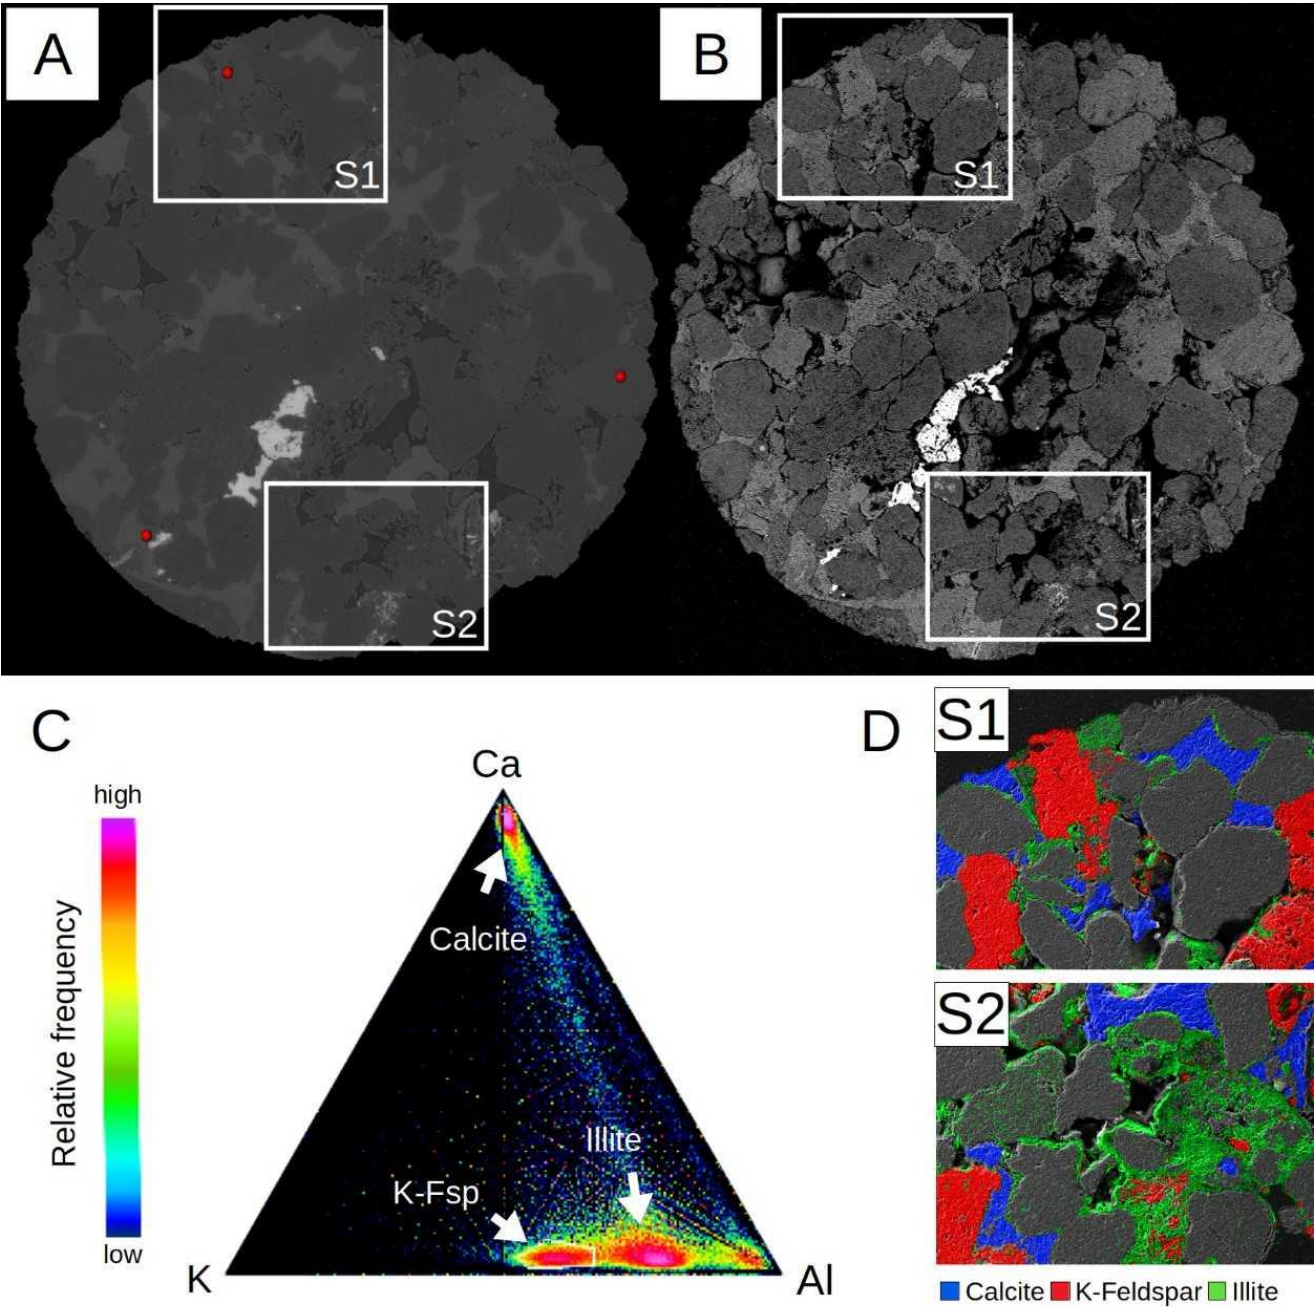 A
B
S1
S1
S2
S2
C
D
S1
Ca
high
Relative frequency
Calcite
Illite
K-Fsp
low
K
Al
S2
Calcite K-Feldspar Illite